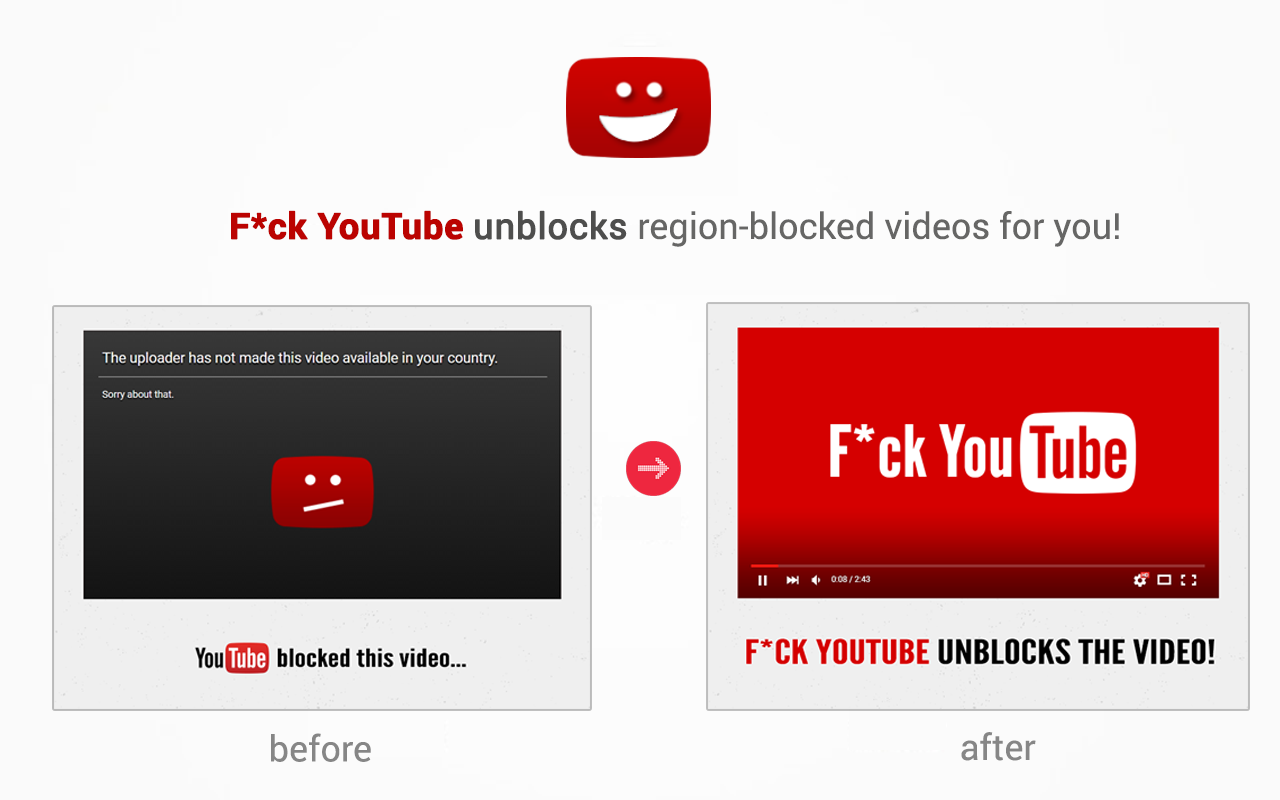 F*ck YouTube unblocks region-blocked videos for you!
The uploader has not made this video available in your country.
Sorry about that.
YouTube blocked this video...
before
F*ck YouTube
0:08 / 2:43
HD
F*CK YOUTUBE UNBLOCKS THE VIDEO!
after